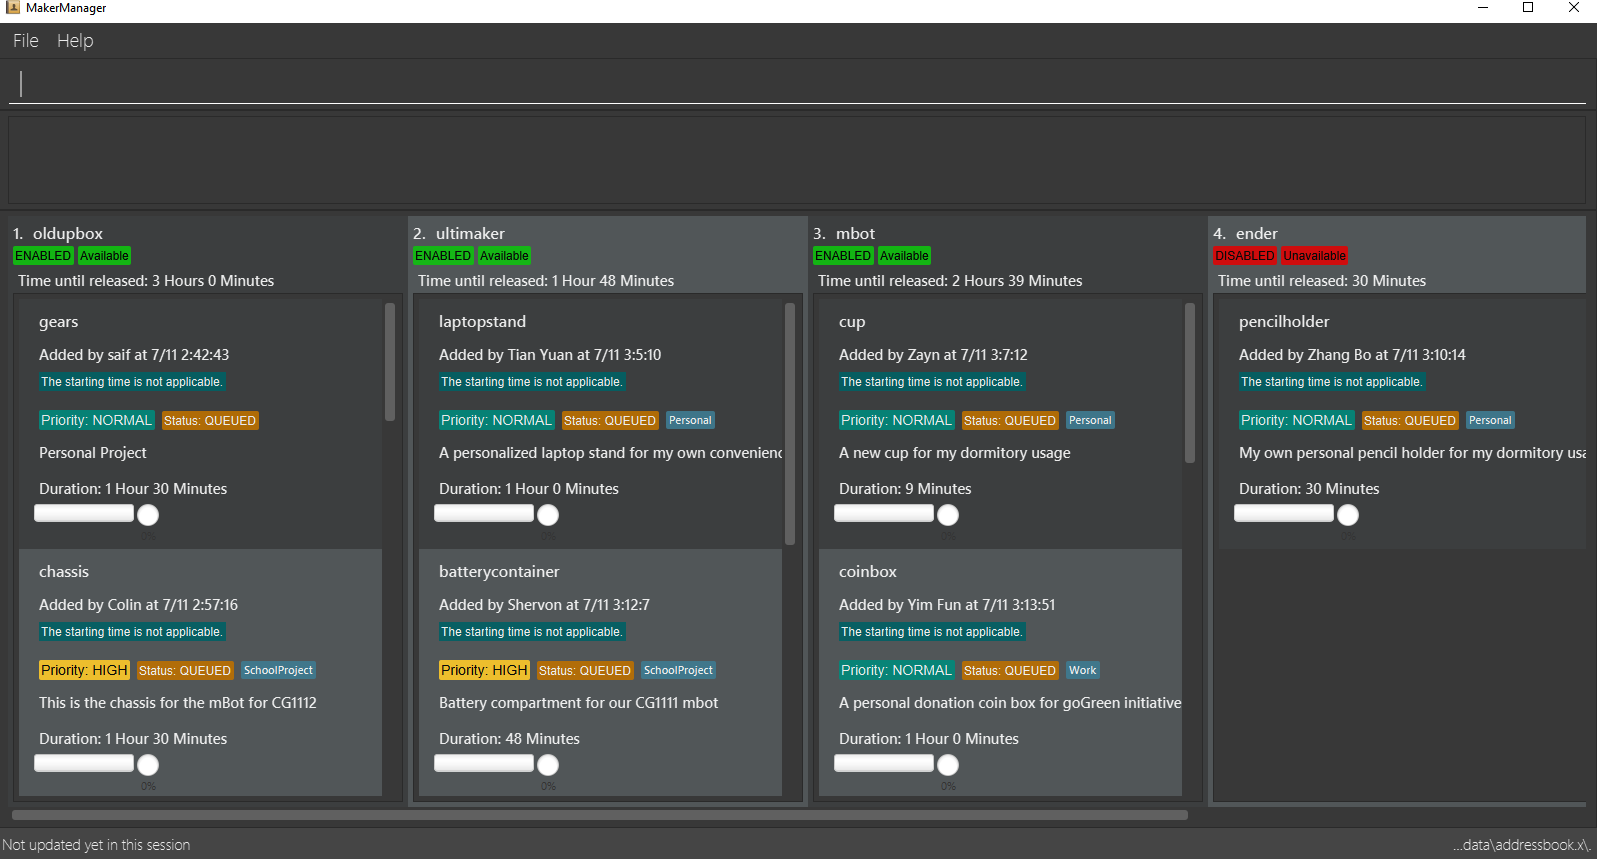 MakerManager
File Help
1. oldupbox
ENABLED Available
Time until released: 3 Hours 0 Minutes
gears
Added by saif at 7/11 2:42:43
The starting time is not applicable.
Priority: NORMAL Status: QUEUED
Personal Project
Duration: 1 Hour 30 Minutes
0%
chassis
Added by Colin at 7/11 2:57:16
The starting time is not applicable.
Priority: HIGH Status: QUEUED SchoolProject
This is the chassis for the mBot for CG1112
Duration: 1 Hour 30 Minutes
0%
2. ultimaker
ENABLED Available
Time until released: 1 Hour 48 Minutes
laptopstand
Added by Tian Yuan at 7/11 3:5:10
The starting time is not applicable.
Priority: NORMAL Status: QUEUED Personal
A personalized laptop stand for my own convenienc
Duration: 1 Hour 0 Minutes
0%
batterycontainer
Added by Shervon at 7/11 3:12:7
The starting time is not applicable.
Priority: HIGH Status: QUEUED SchoolProject
Battery compartment for our CG1111 mbot
Duration: 48 Minutes
0%
3. mbot
ENABLED Available
Time until released: 2 Hours 39 Minutes
cup
Added by Zayn at 7/11 3:7:12
The starting time is not applicable.
Priority: NORMAL Status: QUEUED Personal
A new cup for my dormitory usage
Duration: 9 Minutes
0%
coinbox
Added by Yim Fun at 7/11 3:13:51
The starting time is not applicable.
Priority: NORMAL Status: QUEUED Work
A personal donation coin box for goGreen initiative
Duration: 1 Hour 0 Minutes
0%
4. ender
DISABLED Unavailable
Time until released: 30 Minutes
pencilholder
Added by Zhang Bo at 7/11 3:10:14
The starting time is not applicable.
Priority: NORMAL Status: QUEUED Personal
My own personal pencil holder for my dormitory usa
Duration: 30 Minutes
0%
Not updated yet in this session
...data\addressbook.x\.